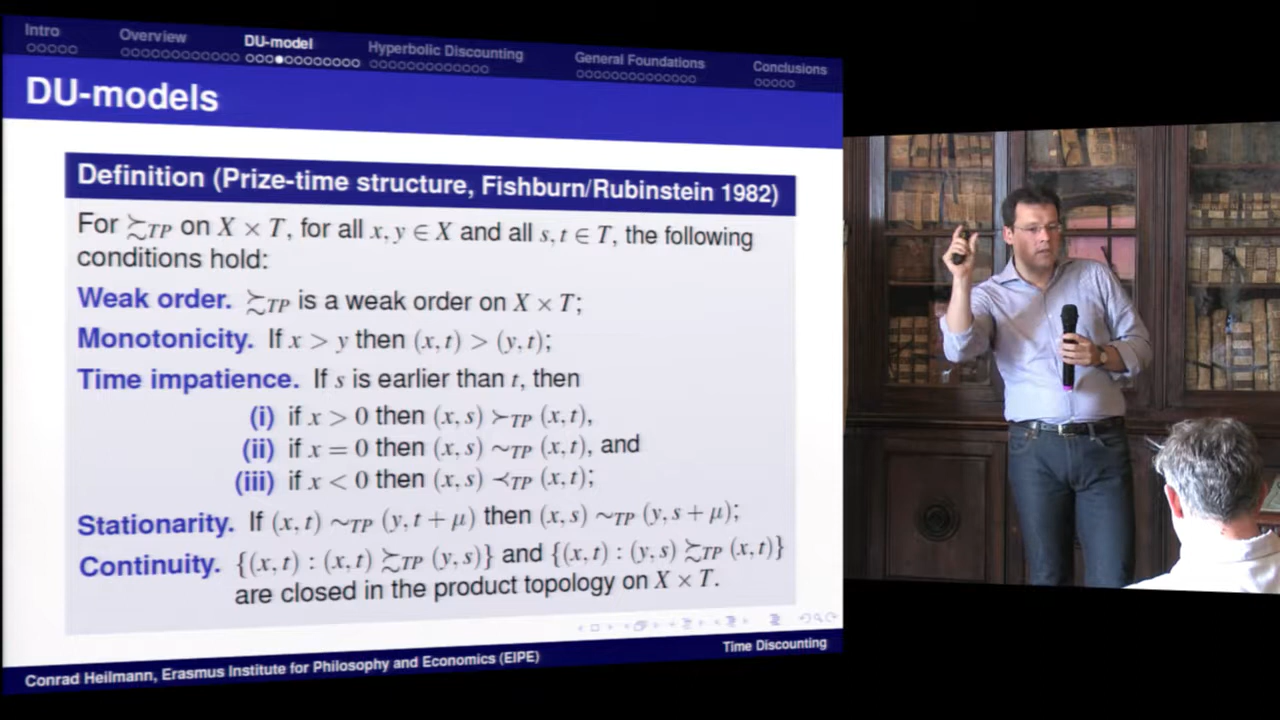 Intro
Overview
DU-model
Hyperbolic Discounting
General Foundations
Conclusions
DU-models
Definition (Prize-time structure, Fishburn/Rubinstein 1982)
For ≿TP on X × T, for all x, y ∈ X and all s, t ∈ T, the following
conditions hold:
Weak order. ≿TP is a weak order on X × T;
Monotonicity. If x > y then (x, t) > (y, t);
Time impatience. If s is earlier than t, then
(i) if x > 0 then (x, s) ≻TP (x, t),
(ii) if x = 0 then (x, s) ∼TP (x, t), and
(iii) if x < 0 then (x, s) ≺TP (x, t);
Stationarity. If (x, t) ∼TP (y, t + μ) then (x, s) ∼TP (y, s + μ);
Continuity. {(x, t) : (x, t) ≿TP (y, s)} and {(x, t) : (y, s) ≿TP (x, t)}
are closed in the product topology on X × T.
Conrad Heilmann, Erasmus Institute for Philosophy and Economics (EIPE)
Time Discounting